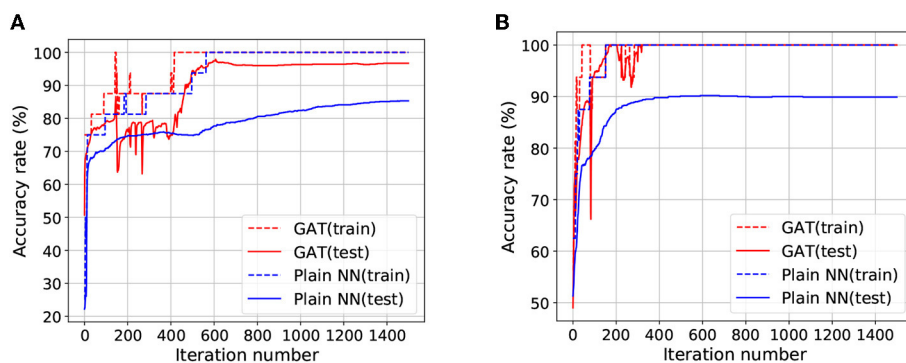 A
Accuracy rate (%)
100
90
80
70
60
50
40
30
20
0 200 400 600 800 1000 1200 1400
Iteration number
GAT(train)
GAT(test)
Plain NN(train)
Plain NN(test)
B
Accuracy rate (%)
100
90
80
70
60
50
0 200 400 600 800 1000 1200 1400
Iteration number
GAT(train)
GAT(test)
Plain NN(train)
Plain NN(test)